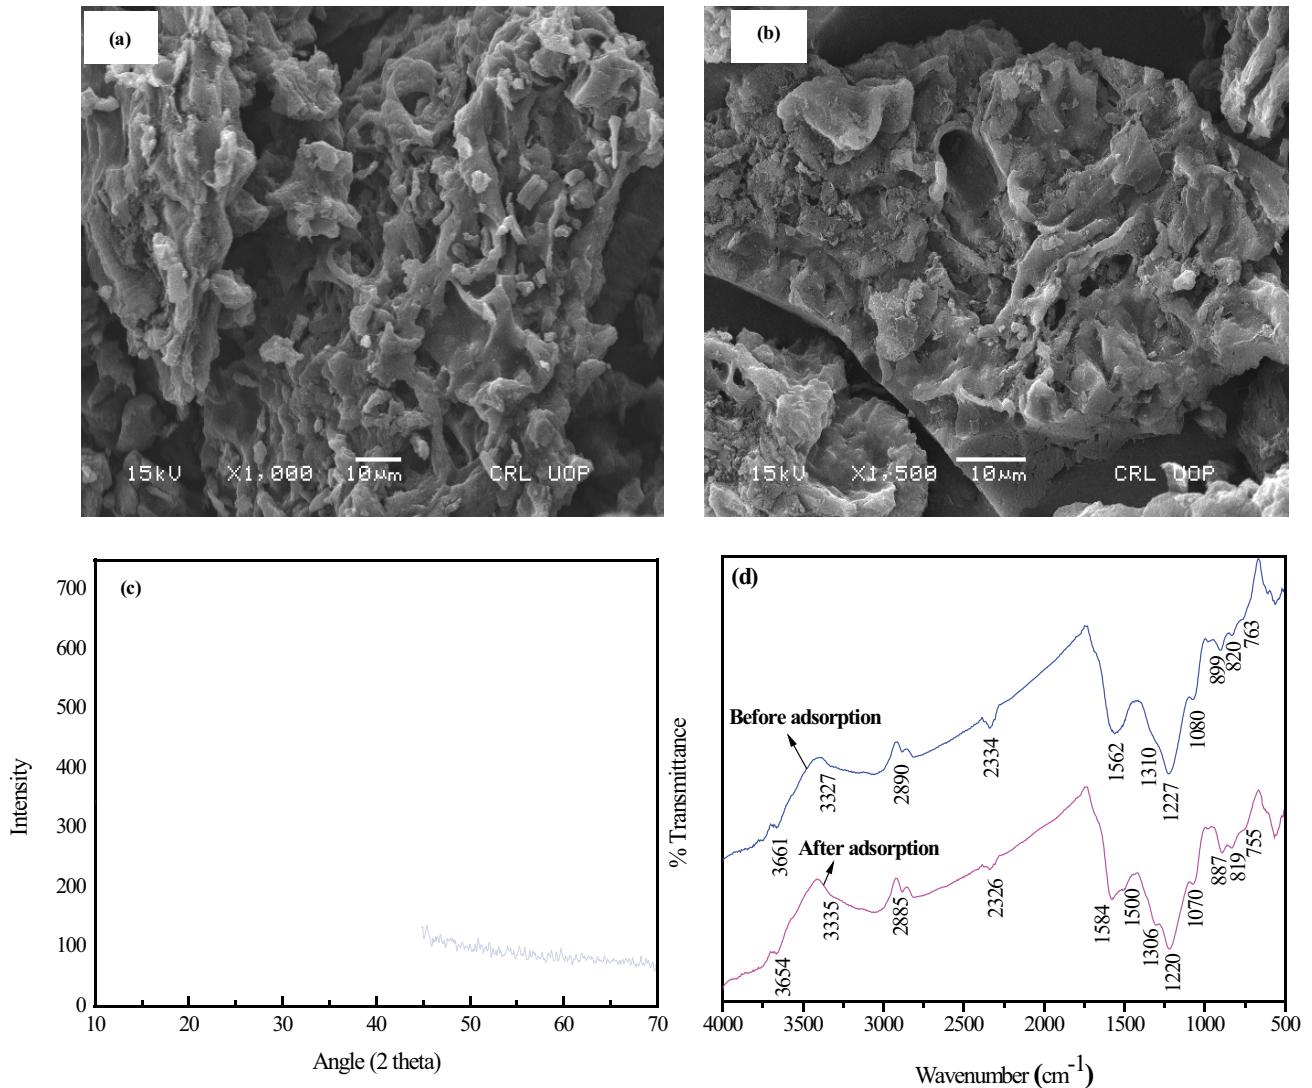 (a)
15kV X1,000 10µm CRL UOP
(b)
15kV X1,500 10µm CRL UOP
(c)
700
600
500
400
300
200
100
0
Intensity
10 20 30 40 50 60 70
Angle (2 theta)
(d)
% Transmittance
Before adsorption
3661
3327
2890
2334
1562
1310
1227
1080
899
820
763
After adsorption
3654
3335
2885
2326
1584
1500
1306
1220
1070
887
819
755
4000 3500 3000 2500 2000 1500 1000 500
Wavenumber (cm-1)